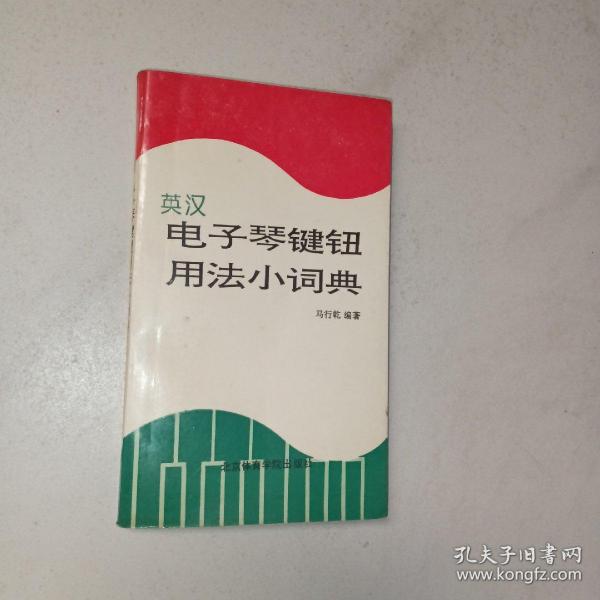 英汉
电子琴键钮
用法小词典
马行乾 编著
北京体育学院出版社
孔夫子旧书网
www.kongfz.com